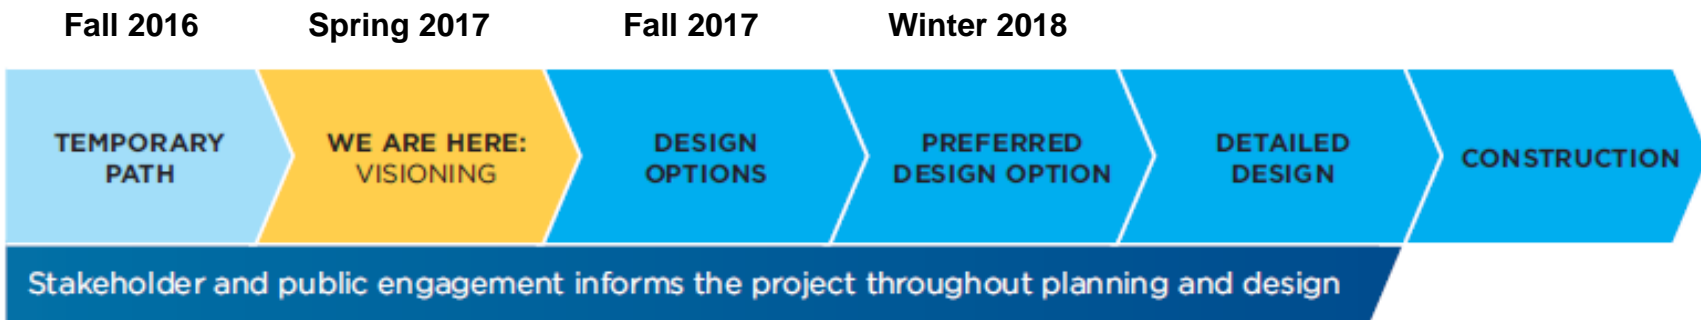 Fall 2016 Spring 2017 Fall 2017 Winter 2018
TEMPORARY
PATH
WE ARE HERE:
VISIONING
DESIGN
OPTIONS
PREFERRED
DESIGN OPTION
DETAILED
DESIGN
CONSTRUCTION
Stakeholder and public engagement informs the project throughout planning and design